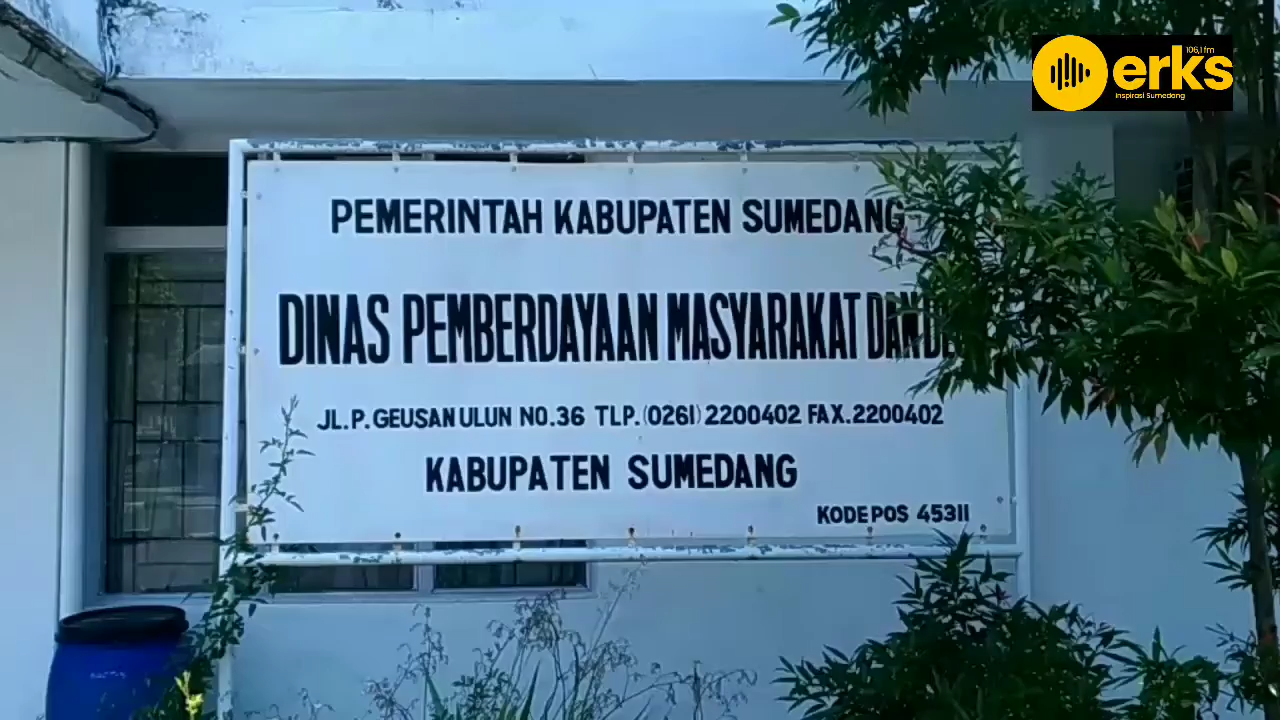 106,1 fm
erks
Inspirasi Sumedang
PEMERINTAH KABUPATEN SUMEDANG
DINAS PEMBERDAYAAN MASYARAKAT DAN
JL.P.GEUSAN ULUN NO.36 TLP.(0261) 2200402 FAX.2200402
KABUPATEN SUMEDANG
KODE POS 45311